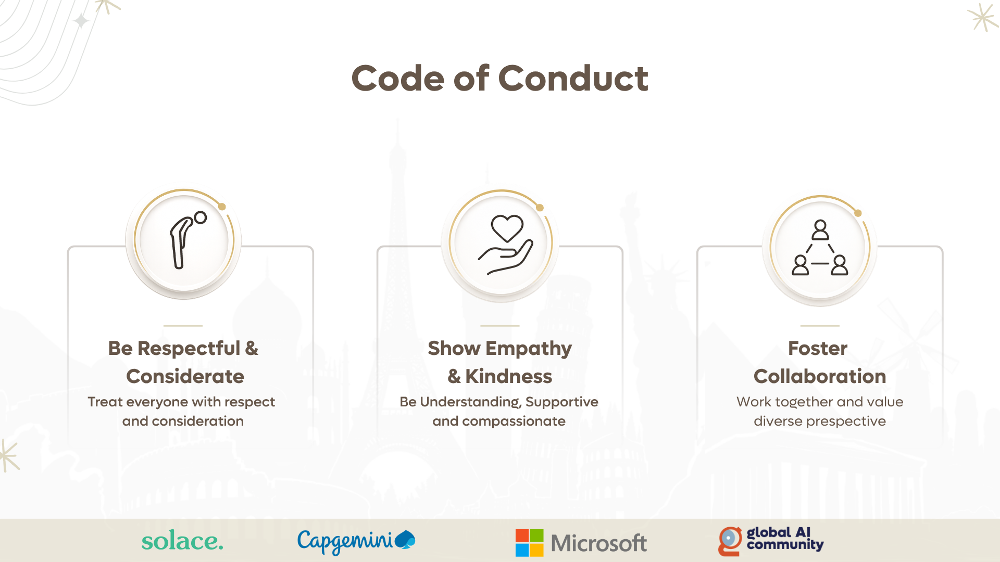 Code of Conduct
Be Respectful &
Considerate
Treat everyone with respect
and consideration
Show Empathy
& Kindness
Be Understanding, Supportive
and compassionate
Foster
Collaboration
Work together and value
diverse prespective
solace.
Capgemini
Microsoft
global AI
community